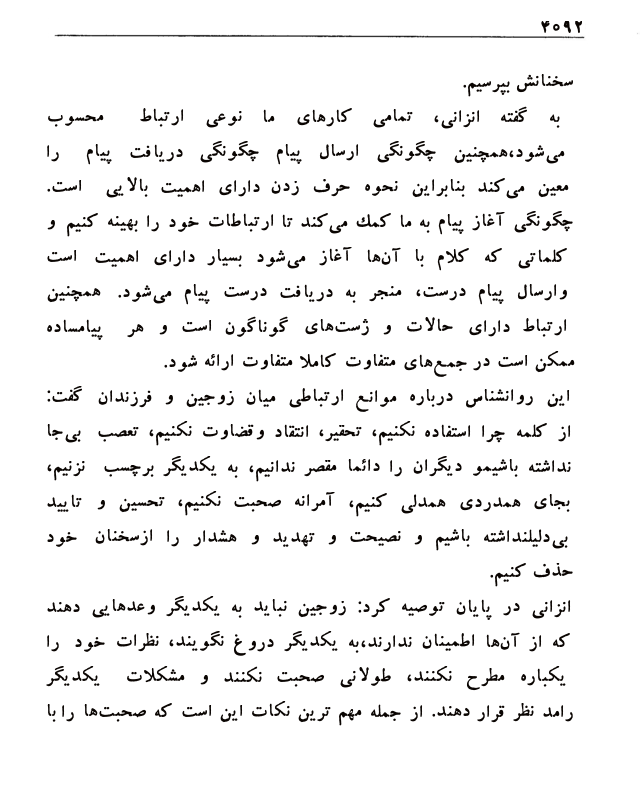 ۴۰۹۲
سخنانش بپرسیم.
به گفته انزانی، تمامی کارهای ما نوعی ارتباط محسوب
می‌شود،همچنین چگونگی ارسال پیام چگونگی دریافت پیام را
معین می‌کند بنابراین نحوه حرف زدن دارای اهمیت بالایی است.
چگونگی آغاز پیام به ما کمک می‌کند تا ارتباطات خود را بهینه کنیم و
کلماتی که کلام با آن‌ها آغاز می‌شود بسیار دارای اهمیت است
وارسال پیام درست، منجر به دریافت درست پیام می‌شود. همچنین
ارتباط دارای حالات و ژست‌های گوناگون است و هر پیامساده
ممکن است در جمع‌های متفاوت کاملا متفاوت ارائه شود.
این روانشناس درباره موانع ارتباطی میان زوجین و فرزندان گفت:
از کلمه چرا استفاده نکنیم، تحقیر، انتقاد وقضاوت نکنیم، تعصب بی‌جا
نداشته باشیمو دیگران را دائما مقصر ندانیم، به یکدیگر برچسب نزنیم،
بجای همدردی همدلی کنیم، آمرانه صحبت نکنیم، تحسین و تایید
بی‌دلیلنداشته باشیم و نصیحت و تهدید و هشدار را ازسخنان خود
حذف کنیم.
انزانی در پایان توصیه کرد: زوجین نباید به یکدیگر وعدهایی دهند
که از آن‌ها اطمینان ندارند،به یکدیگر دروغ نگویند، نظرات خود را
یکباره مطرح نکنند، طولانی صحبت نکنند و مشکلات یکدیگر
رامد نظر قرار دهند. از جمله مهم ترین نکات این است که صحبت‌ها را با